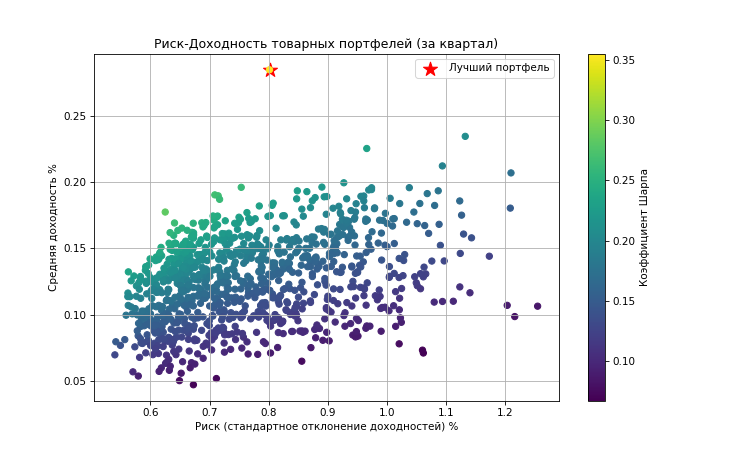 Риск-Доходность товарных портфелей (за квартал)
Лучший портфель
Средняя доходность %
0.25
0.20
0.15
0.10
0.05
0.6 0.7 0.8 0.9 1.0 1.1 1.2
Риск (стандартное отклонение доходностей) %
0.35
0.30
0.25
0.20
0.15
0.10
Коэффициент Шарпа